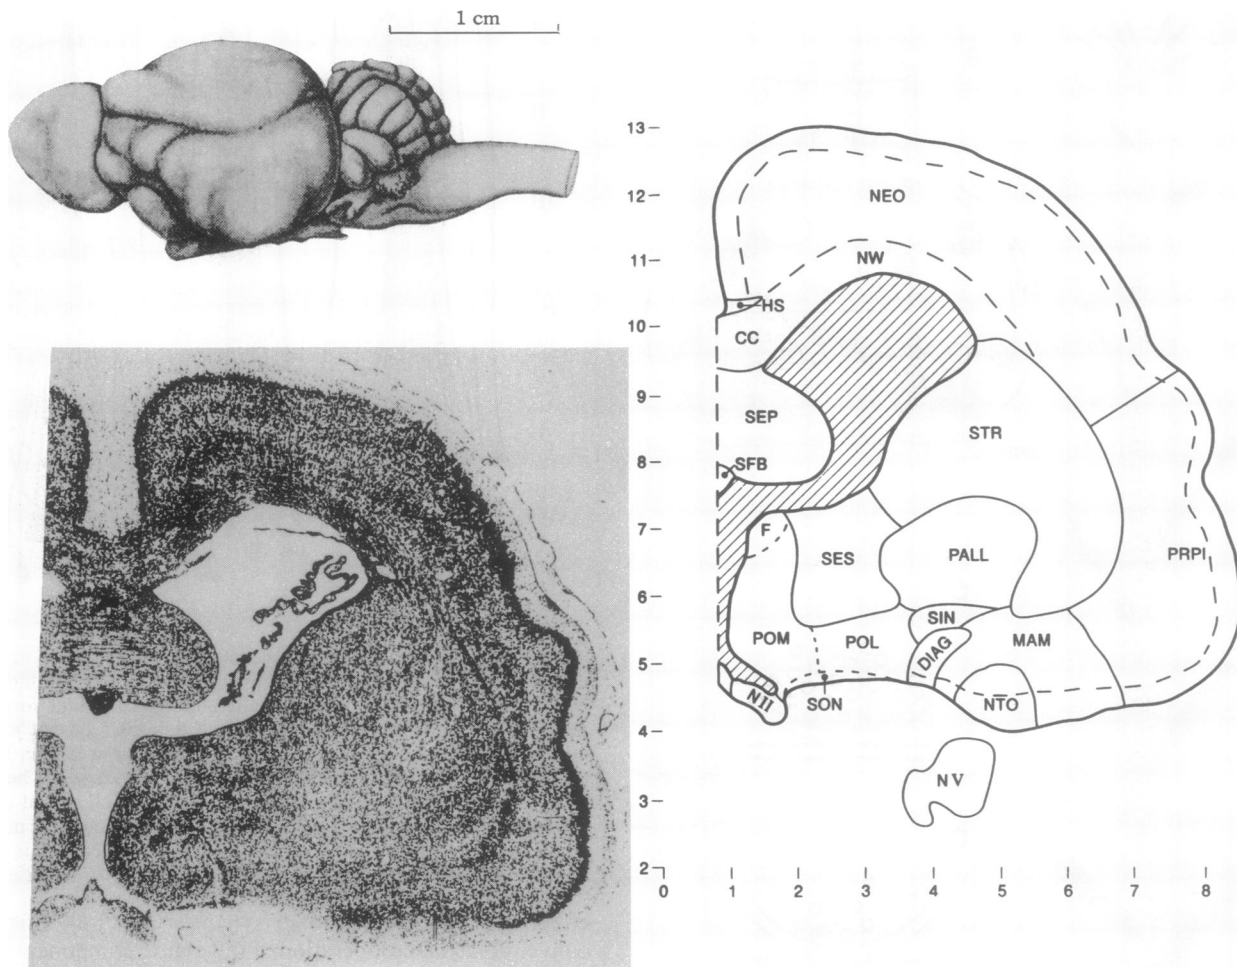 1 cm
13
12
11
10
9
8
7
6
5
4
3
2
0 1 2 3 4 5 6 7 8
NEO
NW
HS
CC
SEP
STR
SFB
F
SES
PALL
PRPI
SIN
POM
POL
DIAG
MAM
N II
SON
NTO
N V